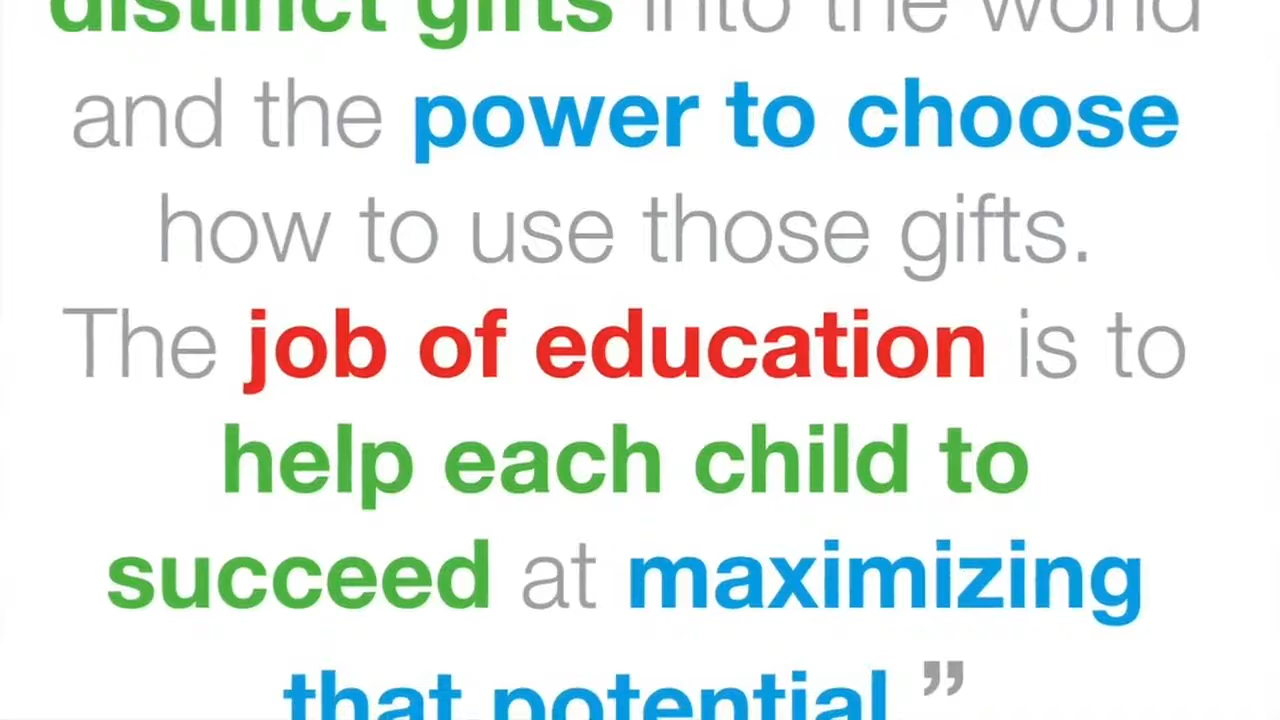 distinct gifts into the world
and the power to choose
how to use those gifts.
The job of education is to
help each child to
succeed at maximizing
that potential.”